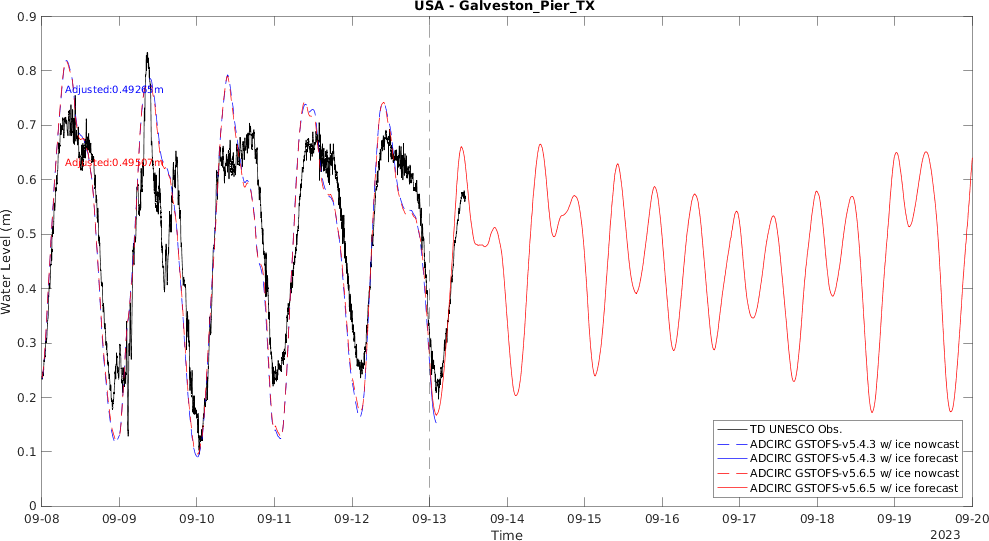 USA - Galveston_Pier_TX
0.9
0.8
0.7
0.6
0.5
0.4
0.3
0.2
0.1
0
Water Level (m)
Adjusted:0.49265m
Adjusted:0.49507m
TD UNESCO Obs.
ADCIRC GSTOFS-v5.4.3 w/ ice nowcast
ADCIRC GSTOFS-v5.4.3 w/ ice forecast
ADCIRC GSTOFS-v5.6.5 w/ ice nowcast
ADCIRC GSTOFS-v5.6.5 w/ ice forecast
09-08 09-09 09-10 09-11 09-12 09-13 09-14 09-15 09-16 09-17 09-18 09-19 09-20
Time
2023